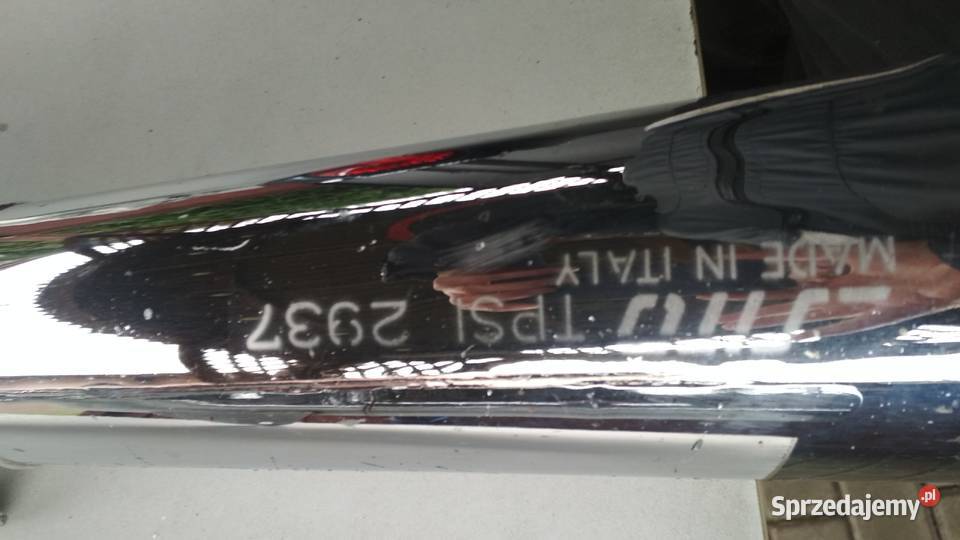 MADE IN ITALY
TPSI 2937
Sprzedajemy.pl